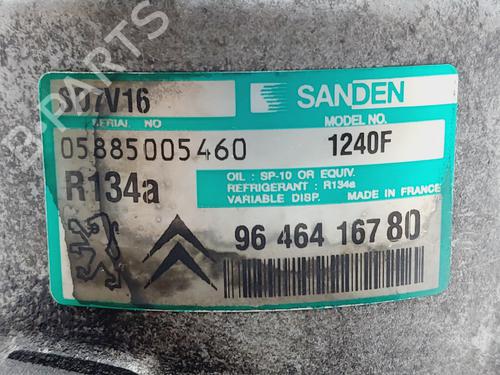 SD7V16
SANDEN
SERIAL NO
MODEL NO.
05885005460
1240F
OIL : SP-10 OR EQUIV.
REFRIGERANT : R134a
VARIABLE DISP. MADE IN FRANCE
R134a
96 464 167 80